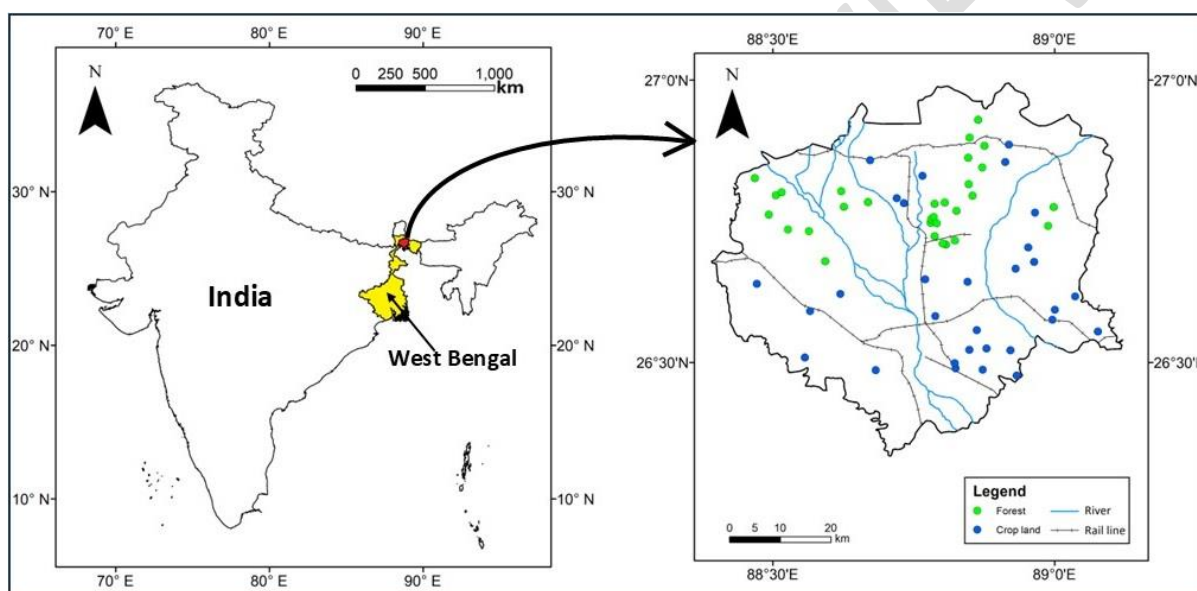 70° E
80° E
90° E
N
0 250 500 1,000
km
30° N
30° N
India
20° N
20° N
West Bengal
10° N
10° N
70° E
80° E
90° E
88°30'E
89°0'E
27°0'N
27°0'N
N
26°30'N
26°30'N
Legend
Forest
River
Crop land
Rail line
0 5 10 20
km
88°30'E
89°0'E